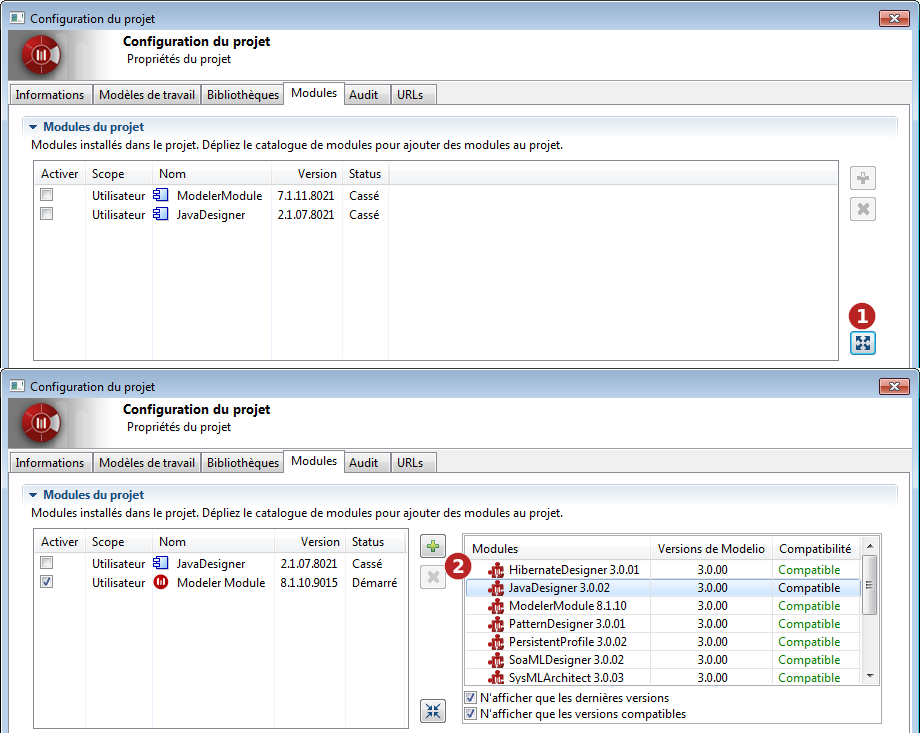 Configuration du projet
Configuration du projet
Propriétés du projet
Informations Modèles de travail Bibliothèques Modules Audit URLs
Modules du projet
Modules installés dans le projet. Dépliez le catalogue de modules pour ajouter des modules au projet.
Activer Scope Nom Version Status
Utilisateur ModelerModule 7.1.11.8021 Cassé
Utilisateur JavaDesigner 2.1.07.8021 Cassé
1
Configuration du projet
Configuration du projet
Propriétés du projet
Informations Modèles de travail Bibliothèques Modules Audit URLs
Modules du projet
Modules installés dans le projet. Dépliez le catalogue de modules pour ajouter des modules au projet.
Activer Scope Nom Version Status
Utilisateur JavaDesigner 2.1.07.8021 Cassé
Utilisateur Modeler Module 8.1.10.9015 Démarré
2
Modules Versions de Modelio Compatibilité
HibernateDesigner 3.0.01 3.0.00 Compatible
JavaDesigner 3.0.02 3.0.00 Compatible
ModelerModule 8.1.10 3.0.00 Compatible
PatternDesigner 3.0.01 3.0.00 Compatible
PersistentProfile 3.0.02 3.0.00 Compatible
SoaMLDesigner 3.0.02 3.0.00 Compatible
SysMLArchitect 3.0.03 3.0.00 Compatible
N'afficher que les dernières versions
N'afficher que les versions compatibles